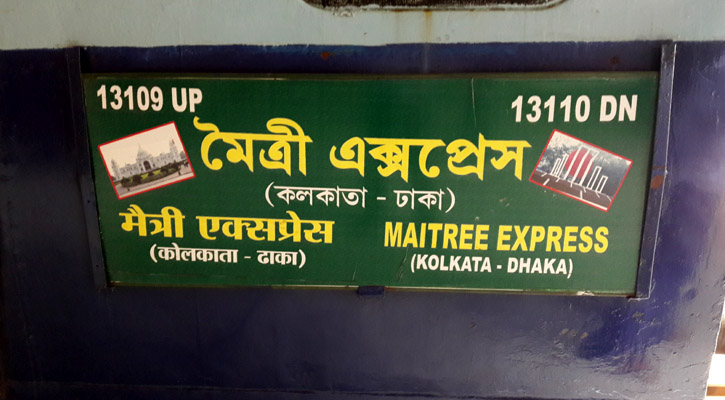 13109 UP
13110 DN
মৈত্রী এক্সপ্রেস
(কলকাতা - ঢাকা)
मैत्री एक्सप्रेस
(कोलकाता - ढाका)
MAITREE EXPRESS
(KOLKATA - DHAKA)